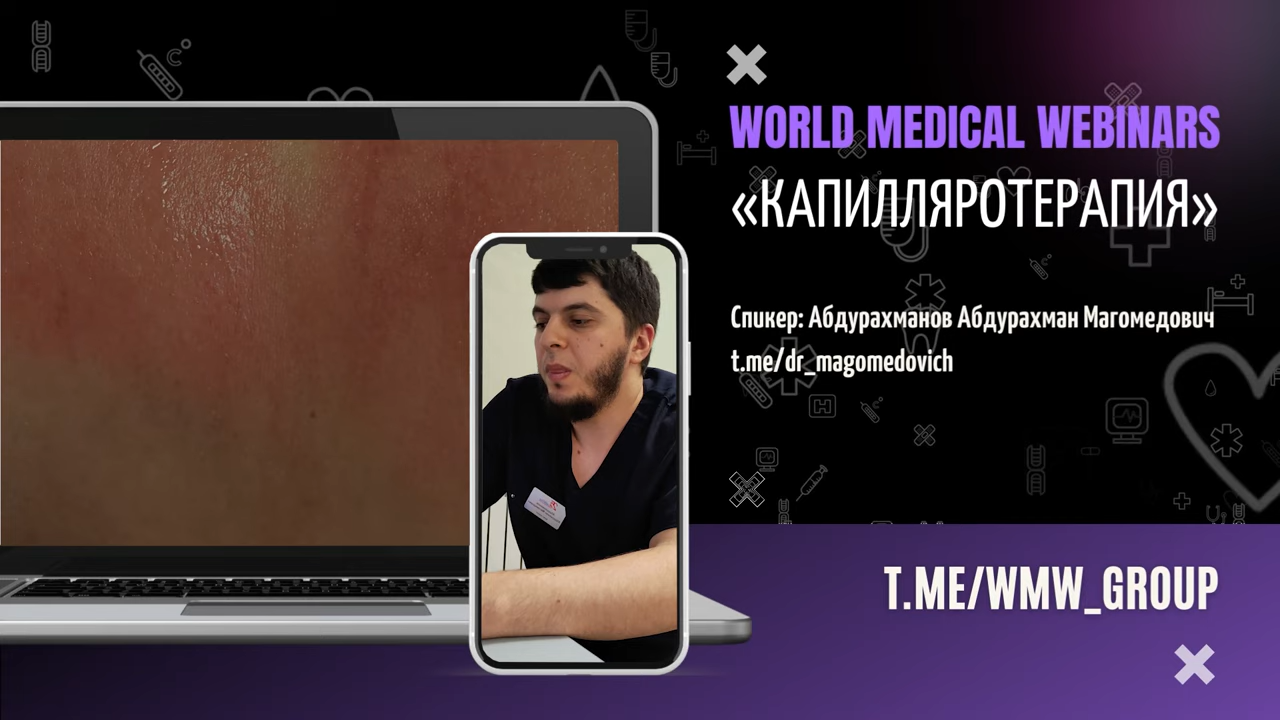 WORLD MEDICAL WEBINARS
«КАПИЛЛЯРОТЕРАПИЯ»
Спикер: Абдурахманов Абдурахман Магомедович
t.me/dr_magomedovich
T.ME/WMW_GROUP